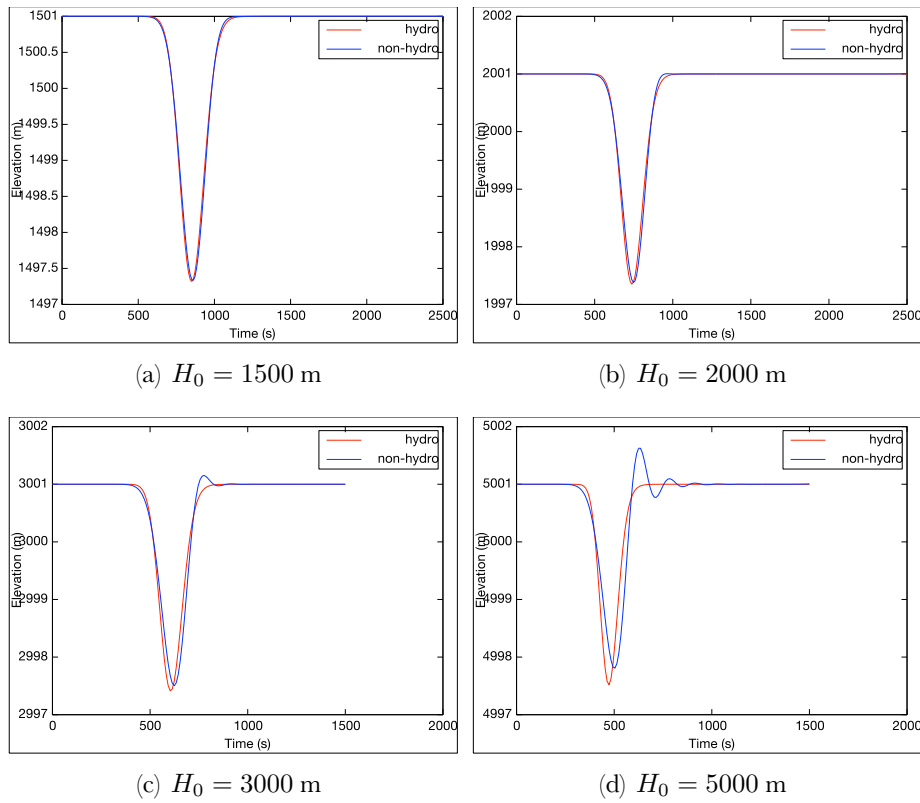 1501
1500.5
1500
1499.5
1499
1498.5
1498
1497.5
1497
Elevation (m)
0 500 1000 1500 2000 2500
Time (s)
hydro
non-hydro
(a) H₀ = 1500 m
2002
2001
2000
1999
1998
1997
Elevation (m)
0 500 1000 1500 2000 2500
Time (s)
hydro
non-hydro
(b) H₀ = 2000 m
3002
3001
3000
2999
2998
2997
Elevation (m)
0 500 1000 1500 2000
Time (s)
hydro
non-hydro
(c) H₀ = 3000 m
5002
5001
5000
4999
4998
4997
Elevation (m)
0 500 1000 1500 2000
Time (s)
hydro
non-hydro
(d) H₀ = 5000 m